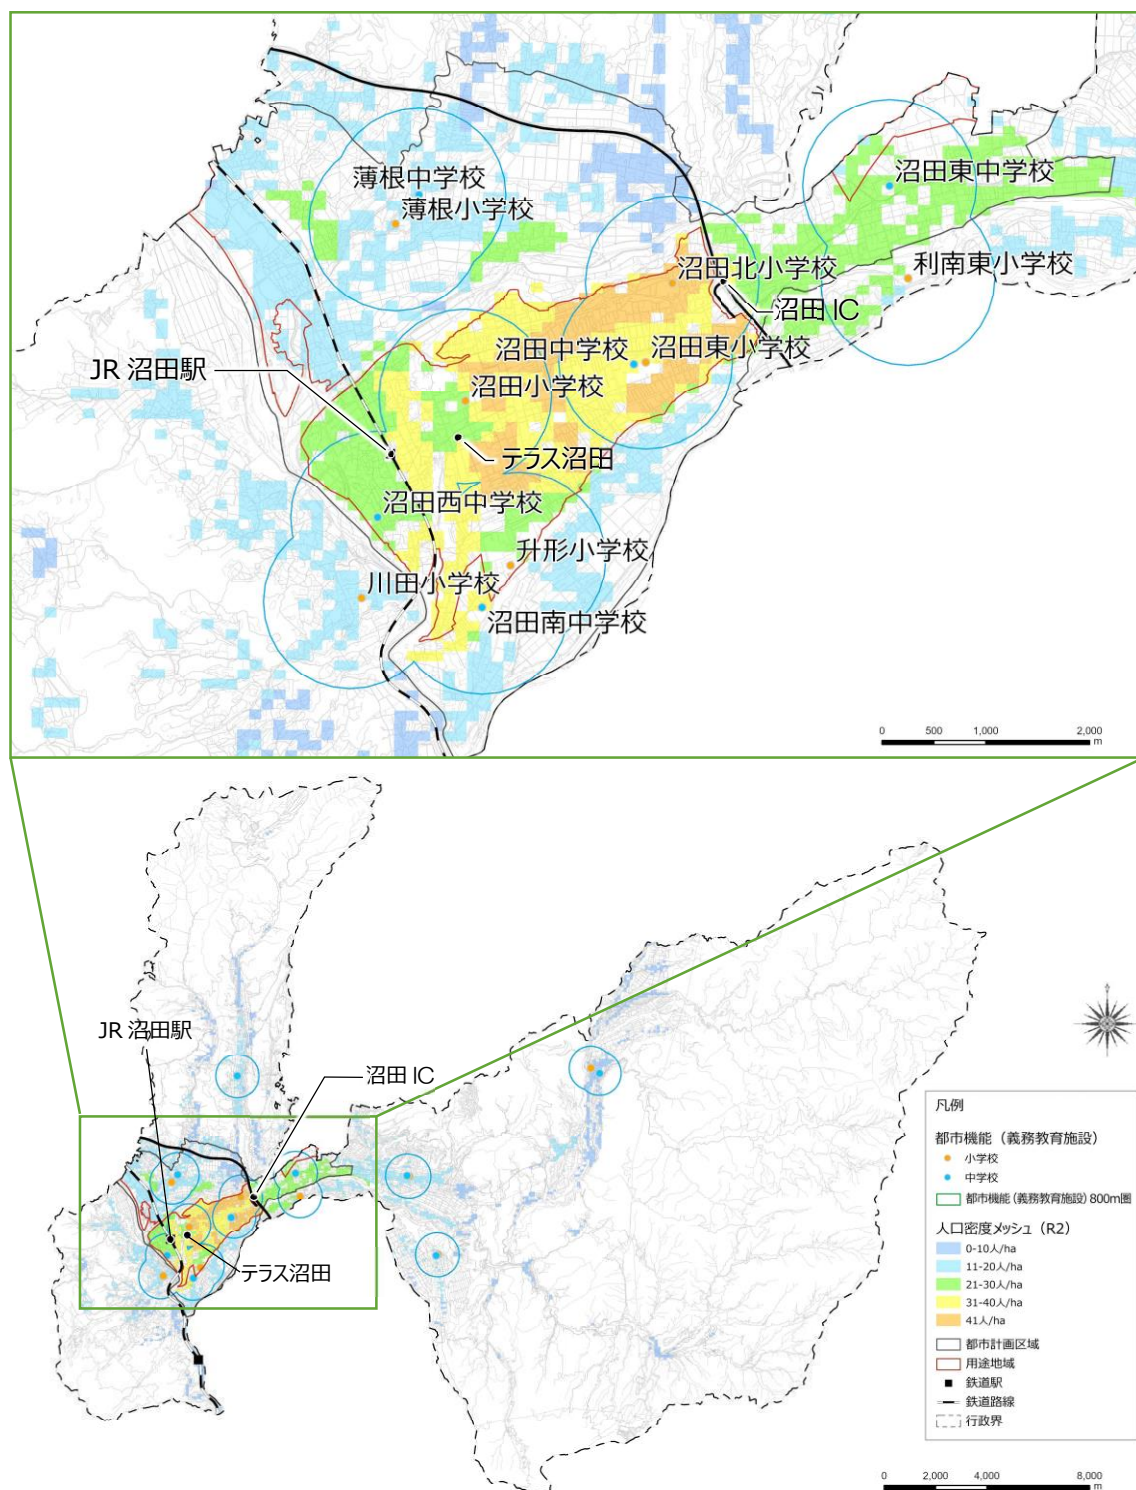 薄根中学校
薄根小学校
沼田東中学校
沼田北小学校
利南東小学校
沼田 IC
沼田中学校
沼田東小学校
JR 沼田駅
沼田小学校
テラス沼田
沼田西中学校
升形小学校
川田小学校
沼田南中学校
0 500 1,000 2,000
m
JR 沼田駅
沼田 IC
テラス沼田
凡例
都市機能（義務教育施設）
小学校
中学校
都市機能（義務教育施設）800m圏
人口密度メッシュ（R2）
0-10人/ha
11-20人/ha
21-30人/ha
31-40人/ha
41人/ha
都市計画区域
用途地域
鉄道駅
鉄道路線
行政界
0 2,000 4,000 8,000
m